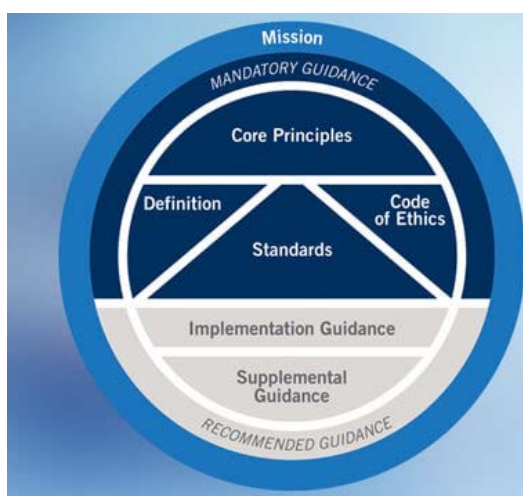 Mission
MANDATORY GUIDANCE
Core Principles
Definition
Code
of Ethics
Standards
Implementation Guidance
Supplemental
Guidance
RECOMMENDED GUIDANCE